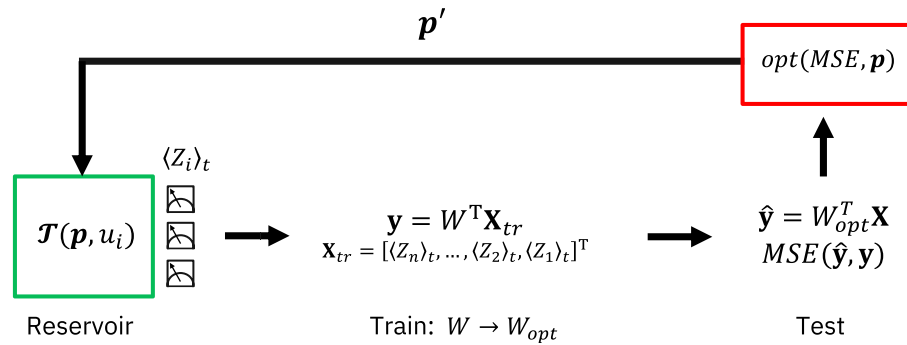 𝒑′
opt(MSE, 𝒑)
⟨Z_i⟩_t
𝓣(𝒑, u_i)
𝐲 = W^T 𝐗_tr
𝐗_tr = [⟨Z_n⟩_t, …, ⟨Z_2⟩_t, ⟨Z_1⟩_t]^T
ŷ = W_opt^T 𝐗
MSE(ŷ, 𝐲)
Reservoir
Train: W → W_opt
Test